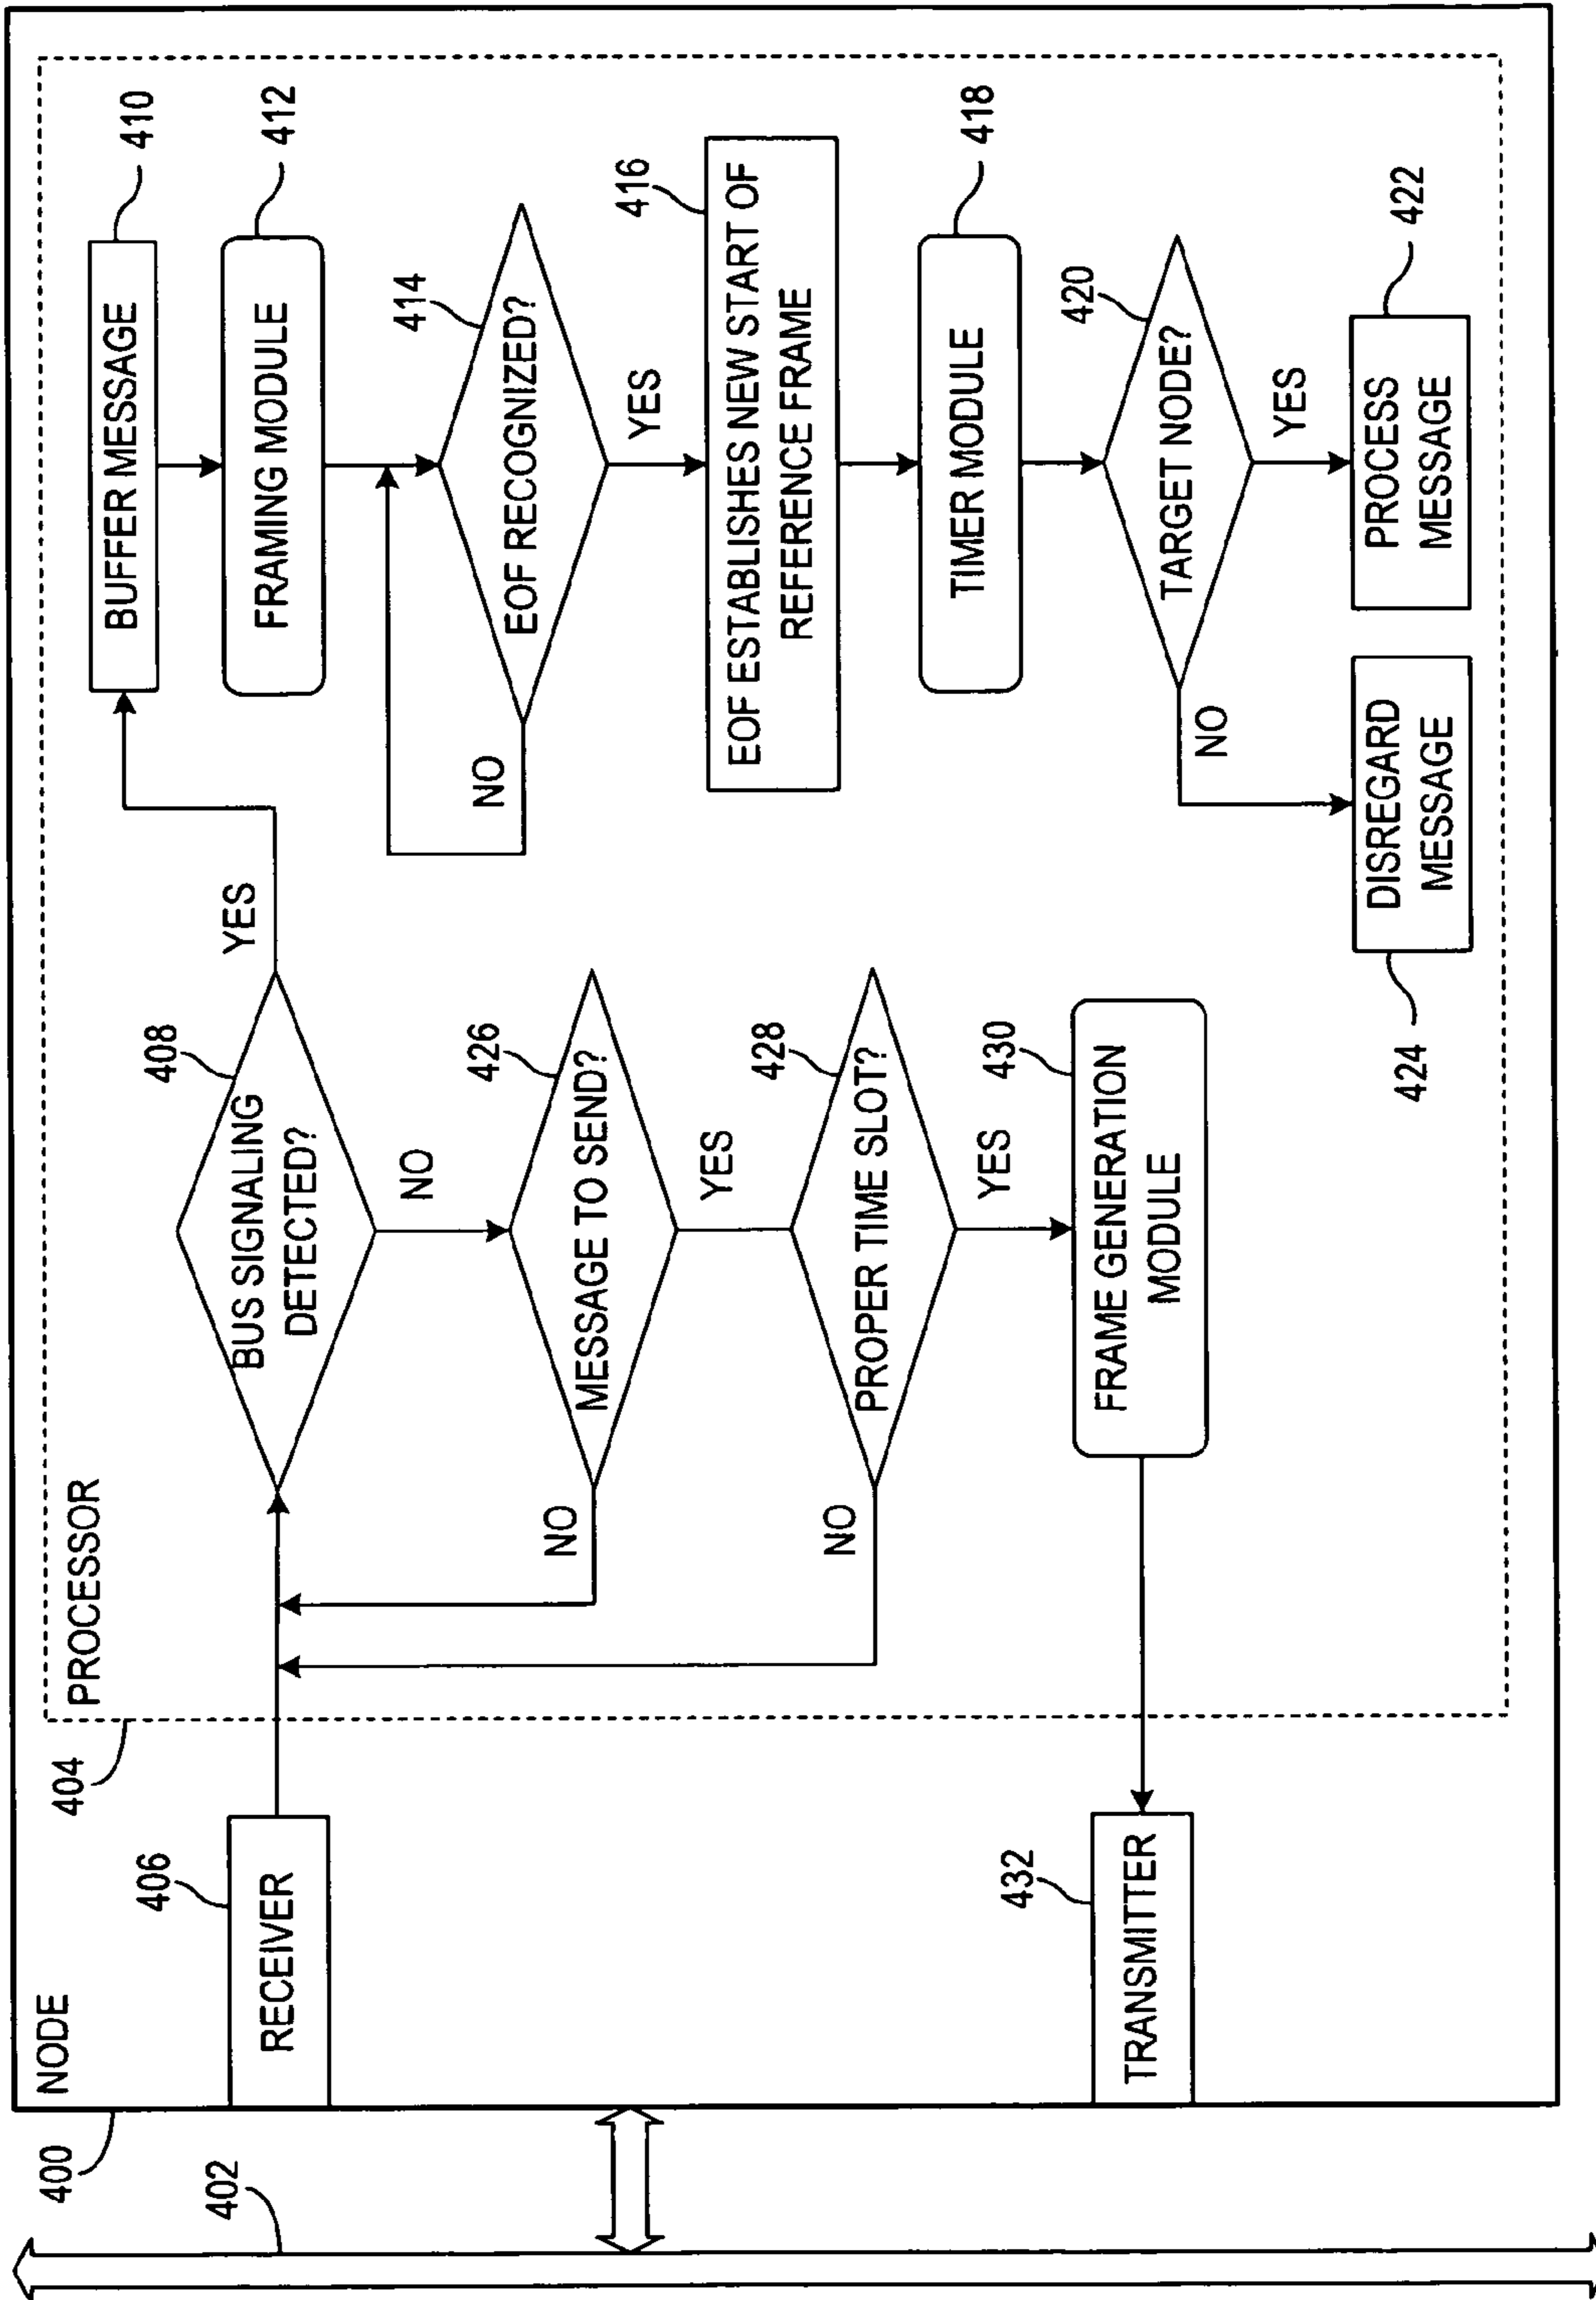 NODE
400
402
PROCESSOR
404
RECEIVER
406
BUS SIGNALING
DETECTED?
408
YES
NO
MESSAGE TO SEND?
426
NO
YES
PROPER TIME SLOT?
428
NO
YES
FRAME GENERATION
MODULE
430
TRANSMITTER
432
BUFFER MESSAGE
410
FRAMING MODULE
412
EOF RECOGNIZED?
414
NO
YES
EOF ESTABLISHES NEW START OF
REFERENCE FRAME
416
TIMER MODULE
418
TARGET NODE?
420
NO
YES
DISREGARD
MESSAGE
424
PROCESS
MESSAGE
422